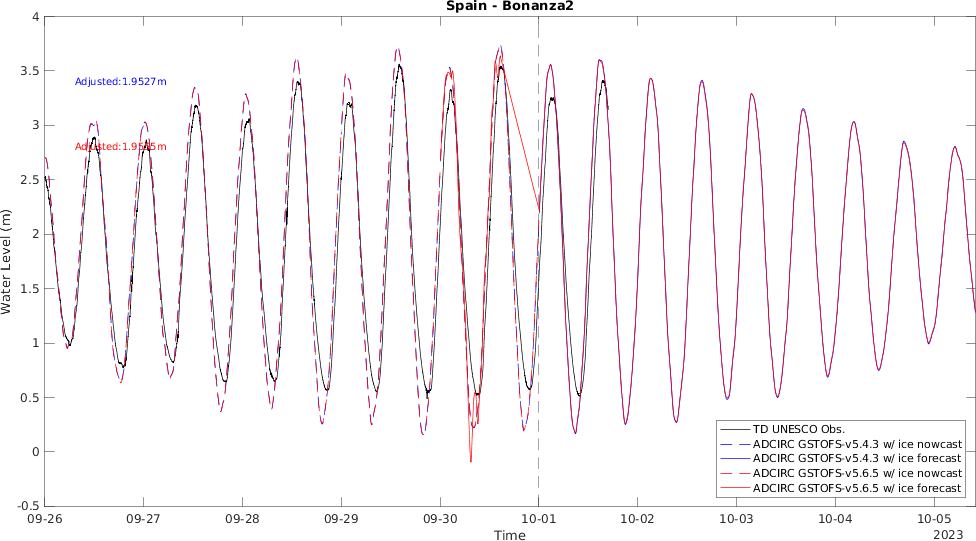 Spain - Bonanza2
4
3.5
3
2.5
2
1.5
1
0.5
0
-0.5
Water Level (m)
Adjusted:1.9527m
09-26
09-27
09-28
09-29
09-30
10-01
10-02
10-03
10-04
10-05
Time
2023
TD UNESCO Obs.
ADCIRC GSTOFS-v5.4.3 w/ ice nowcast
ADCIRC GSTOFS-v5.4.3 w/ ice forecast
ADCIRC GSTOFS-v5.6.5 w/ ice nowcast
ADCIRC GSTOFS-v5.6.5 w/ ice forecast